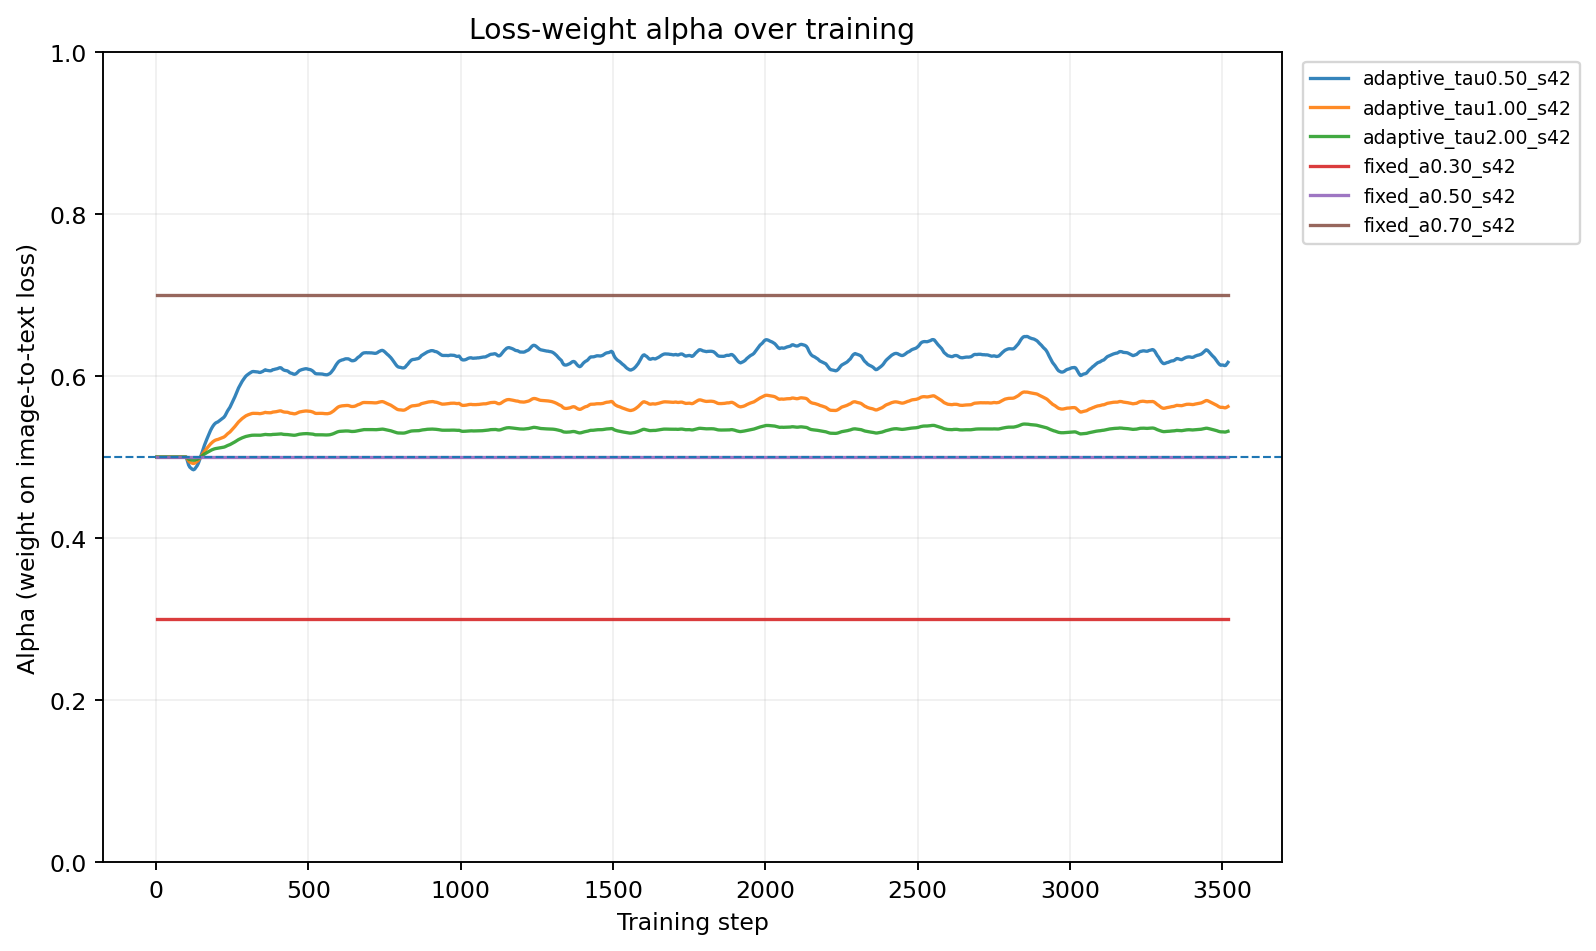 Loss-weight alpha over training
1.0
0.8
0.6
0.4
0.2
0.0
Alpha (weight on image-to-text loss)
0
500
1000
1500
2000
2500
3000
3500
Training step
adaptive_tau0.50_s42
adaptive_tau1.00_s42
adaptive_tau2.00_s42
fixed_a0.30_s42
fixed_a0.50_s42
fixed_a0.70_s42